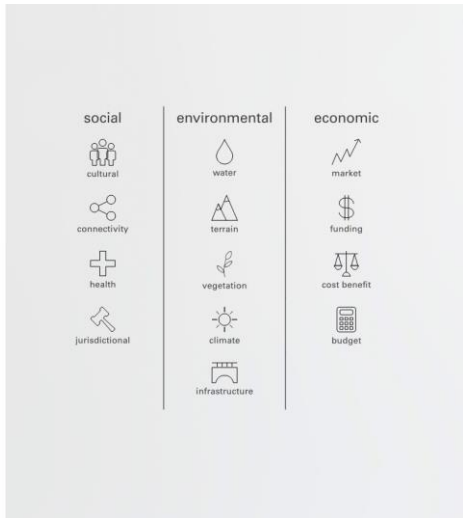 social
cultural
connectivity
health
jurisdictional
environmental
water
terrain
vegetation
climate
infrastructure
economic
market
funding
cost benefit
budget